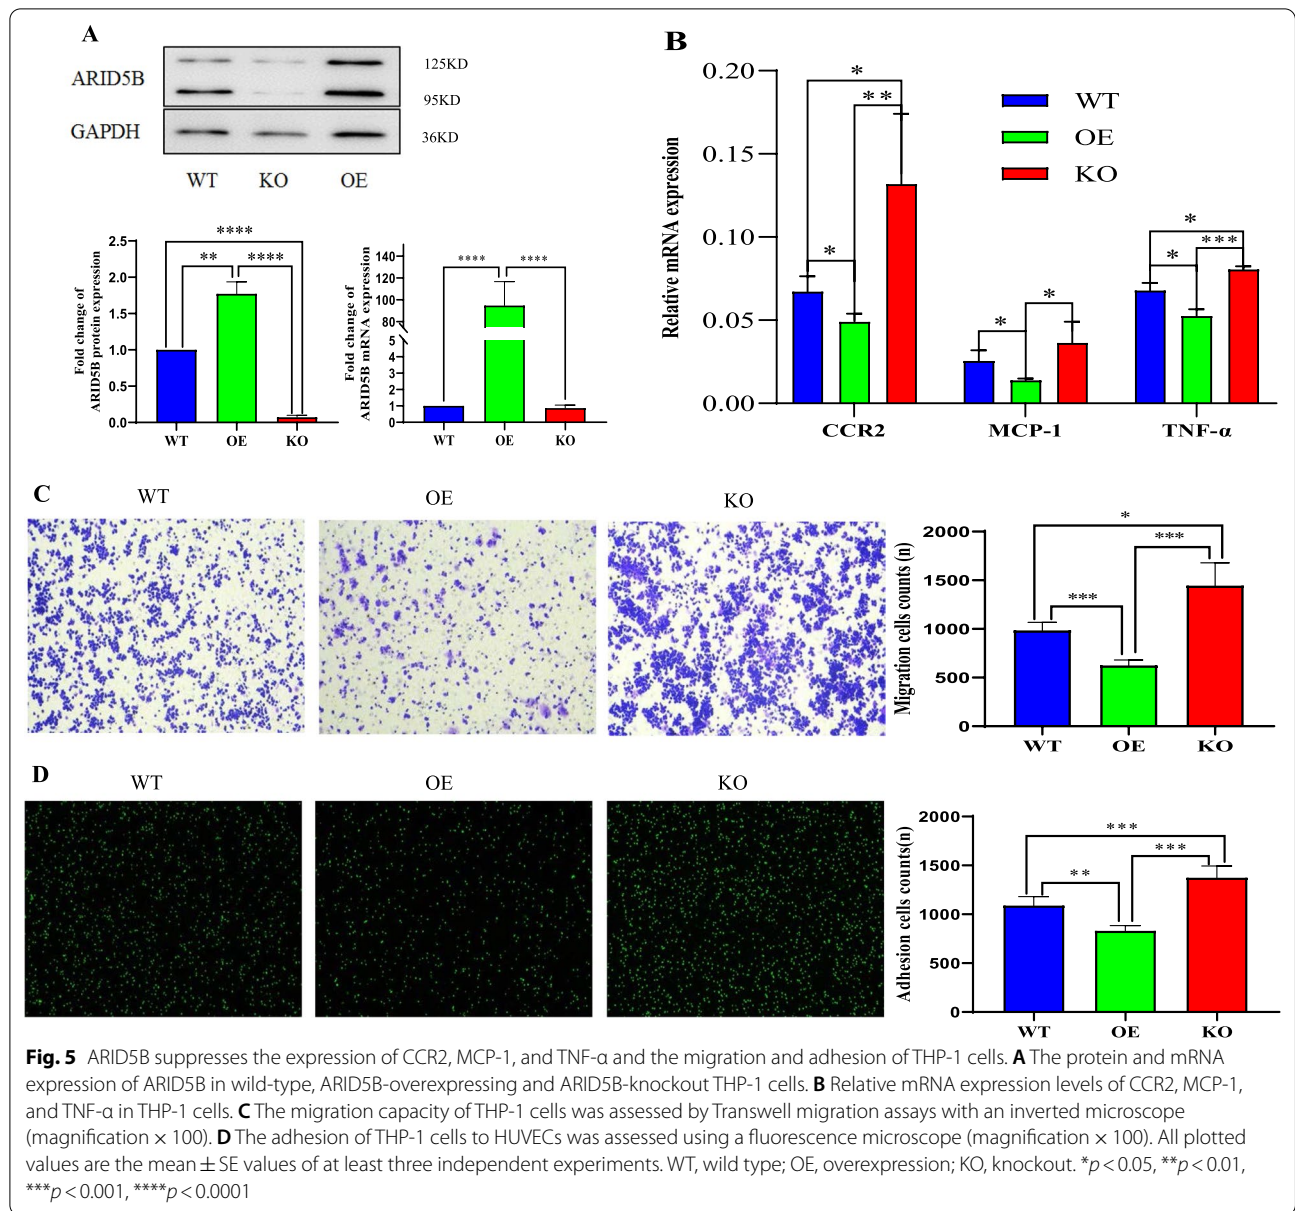 A
ARID5B
125KD
95KD
GAPDH
36KD
WT KO OE
Fold change of
ARID5B protein expression
2.5
2.0
1.5
1.0
0.5
0.0
****
** ****
WT OE KO
Fold change of
ARID5B mRNA expression
140
120
100
80
5
4
3
2
1
0
**** ****
WT OE KO
B
Relative mRNA expression
0.20
0.15
0.10
0.05
0.00
*
**
*
*
*
*
*
***
WT
OE
KO
CCR2 MCP-1 TNF-α
C
WT OE KO
Migration cells counts (n)
2000
1500
1000
500
0
*
***
***
WT OE KO
D
WT OE KO
Adhesion cells counts(n)
2000
1500
1000
500
0
***
***
**
WT OE KO
Fig. 5 ARID5B suppresses the expression of CCR2, MCP-1, and TNF-α and the migration and adhesion of THP-1 cells. A The protein and mRNA
expression of ARID5B in wild-type, ARID5B-overexpressing and ARID5B-knockout THP-1 cells. B Relative mRNA expression levels of CCR2, MCP-1,
and TNF-α in THP-1 cells. C The migration capacity of THP-1 cells was assessed by Transwell migration assays with an inverted microscope
(magnification × 100). D The adhesion of THP-1 cells to HUVECs was assessed using a fluorescence microscope (magnification × 100). All plotted
values are the mean ± SE values of at least three independent experiments. WT, wild type; OE, overexpression; KO, knockout. *p < 0.05, **p < 0.01,
***p < 0.001, ****p < 0.0001